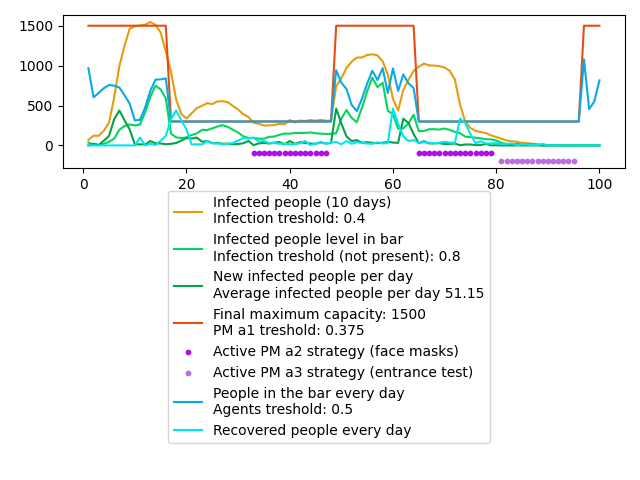 1500
1000
500
0
0
20
40
60
80
100
Infected people (10 days)
Infection treshold: 0.4
Infected people level in bar
Infection treshold (not present): 0.8
New infected people per day
Average infected people per day 51.15
Final maximum capacity: 1500
PM a1 treshold: 0.375
Active PM a2 strategy (face masks)
Active PM a3 strategy (entrance test)
People in the bar every day
Agents treshold: 0.5
Recovered people every day